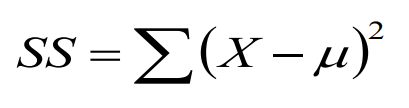 SS = ∑(X − μ)²